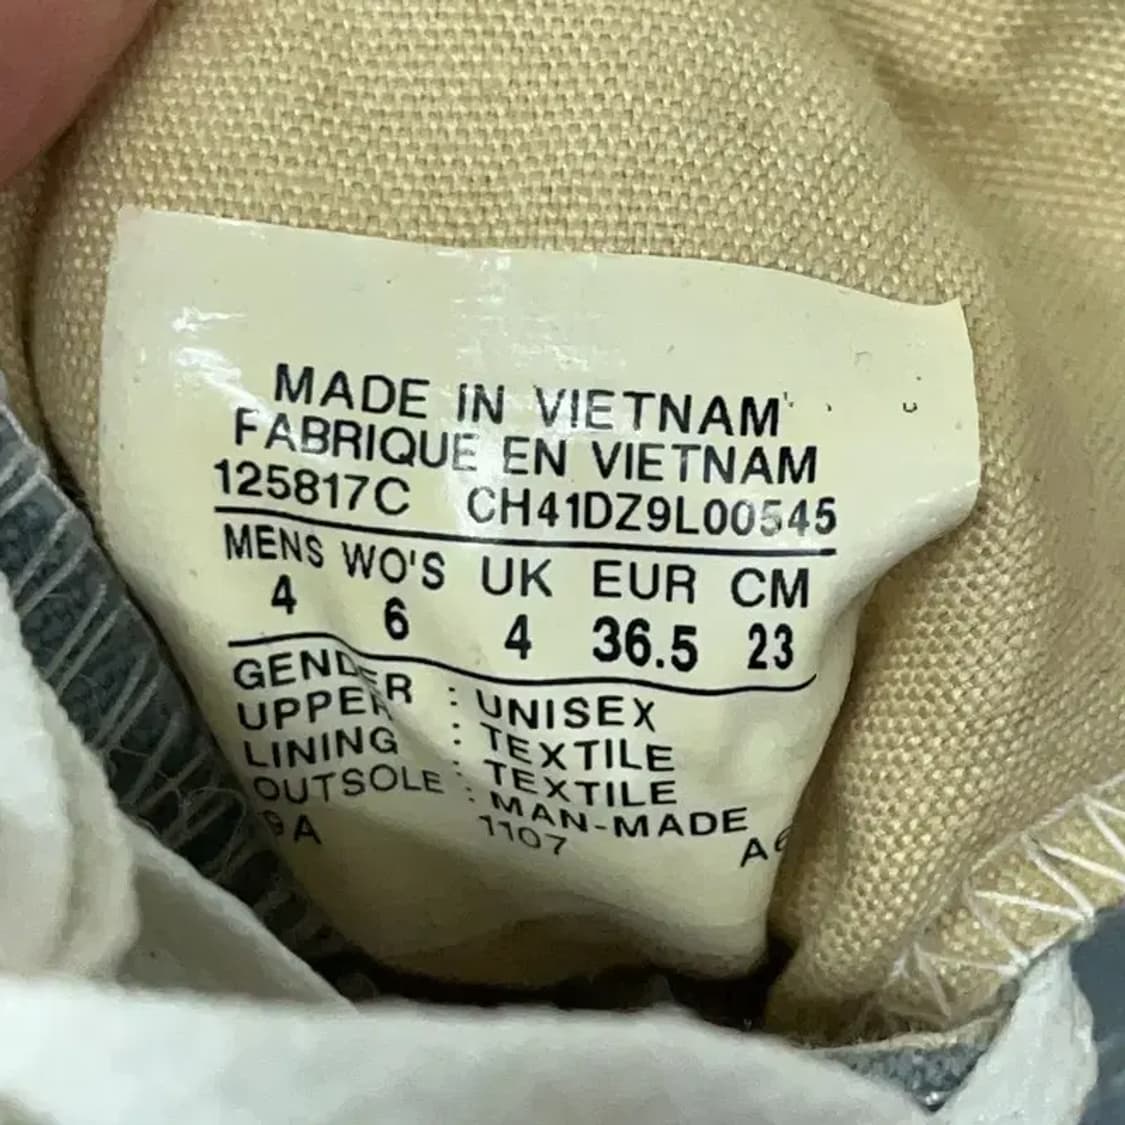 MADE IN VIETNAM
FABRIQUE EN VIETNAM
125817C CH41DZ9L00545
MENS WO'S UK EUR CM
4 6 4 36.5 23
GENDER : UNISEX
UPPER : TEXTILE
LINING : TEXTILE
OUTSOLE : MAN-MADE
9A 1107